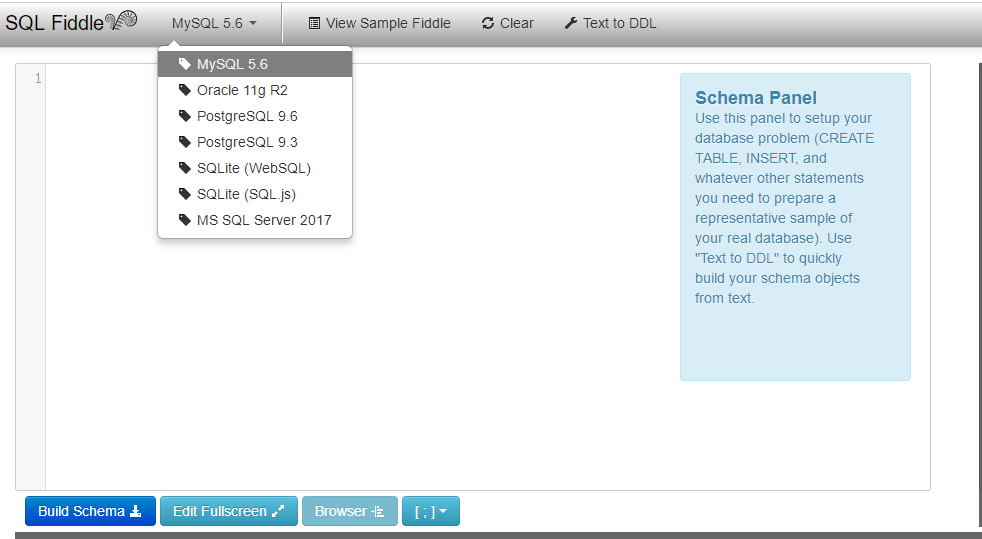 SQL Fiddle MySQL 5.6 View Sample Fiddle Clear Text to DDL
MySQL 5.6
Oracle 11g R2
PostgreSQL 9.6
PostgreSQL 9.3
SQLite (WebSQL)
SQLite (SQL.js)
MS SQL Server 2017
1
Schema Panel
Use this panel to setup your
database problem (CREATE
TABLE, INSERT, and
whatever other statements
you need to prepare a
representative sample of
your real database). Use
"Text to DDL" to quickly
build your schema objects
from text.
Build Schema Edit Fullscreen Browser [ ; ]